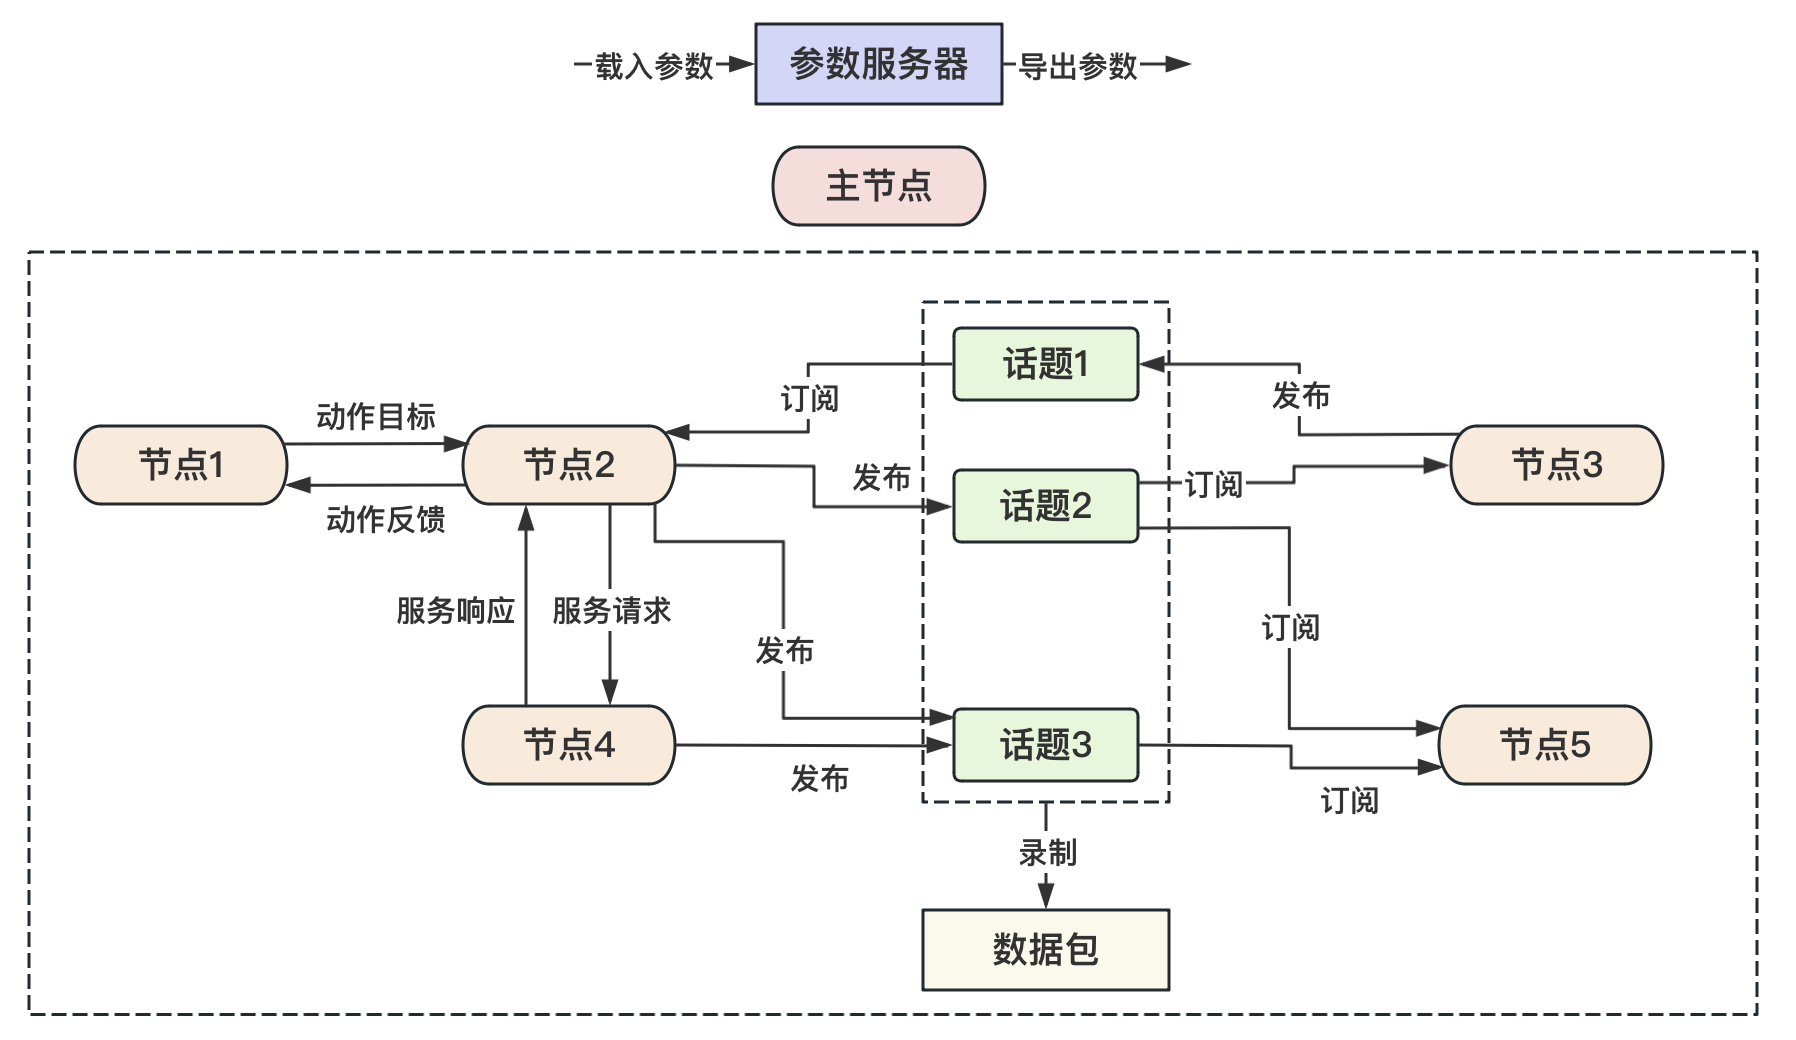 载入参数
参数服务器
导出参数
主节点
话题1
订阅
发布
动作目标
节点1
节点2
发布
话题2
订阅
节点3
动作反馈
服务响应
服务请求
发布
订阅
节点4
话题3
节点5
发布
订阅
录制
数据包